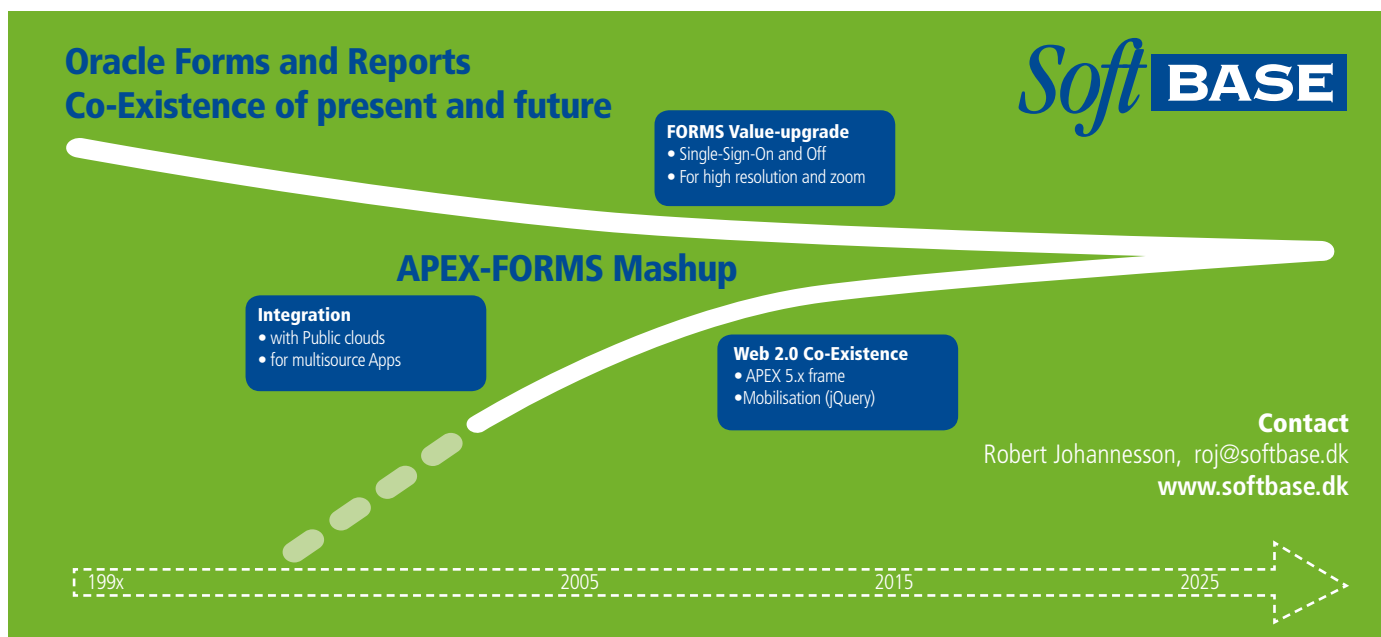 Oracle Forms and Reports
Co-Existence of present and future
Soft BASE
FORMS Value-upgrade
• Single-Sign-On and Off
• For high resolution and zoom
APEX-FORMS Mashup
Integration
• with Public clouds
• for multisource Apps
Web 2.0 Co-Existence
• APEX 5.x frame
•Mobilisation (jQuery)
Contact
Robert Johannesson, roj@softbase.dk
www.softbase.dk
199x 2005 2015 2025